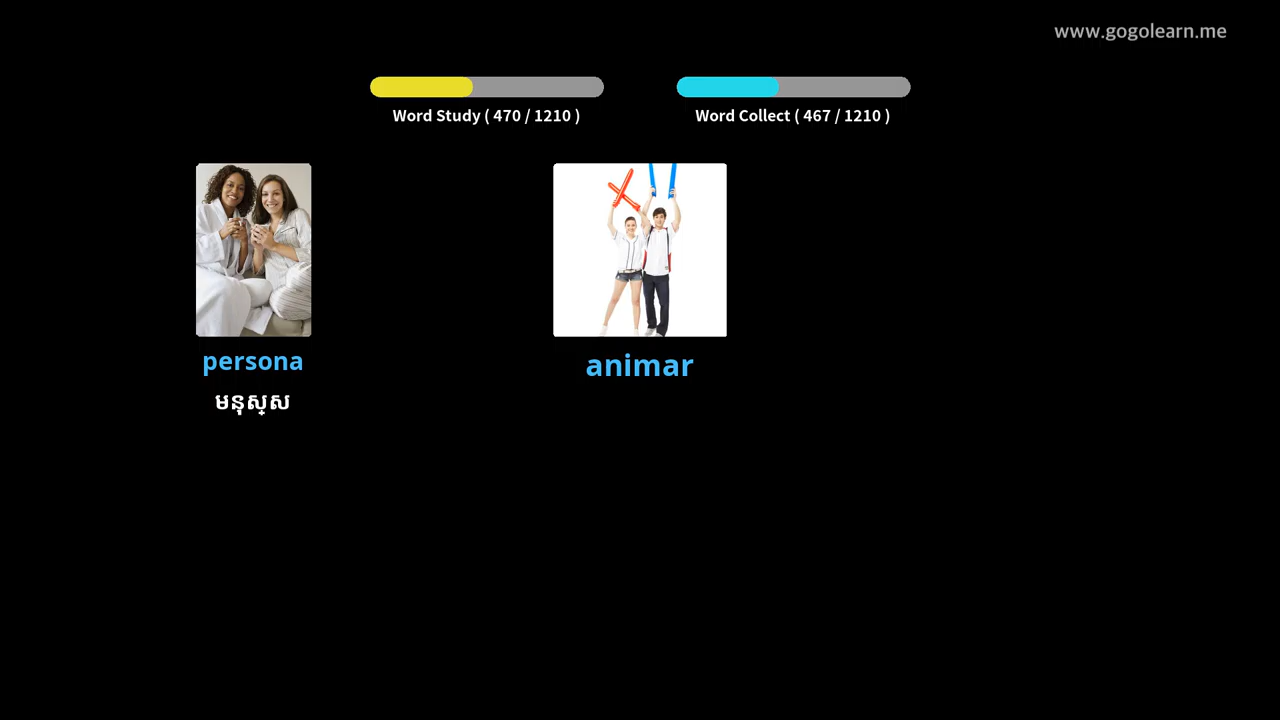 www.gogolearn.me
Word Study ( 470 / 1210 )
Word Collect ( 467 / 1210 )
persona
animar
មនុស្ស